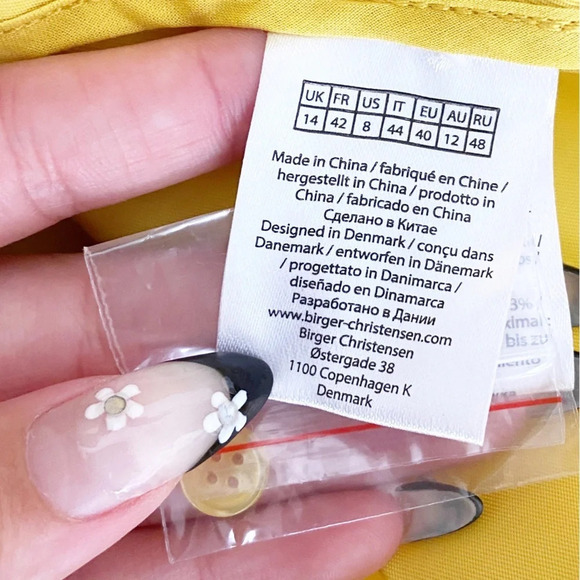 UK FR US IT EU AU RU
14 42 8 44 40 12 48
Made in China / fabriqué en Chine /
hergestellt in China / prodotto in
China / fabricado en China
Сделано в Китае
Designed in Denmark / conçu dans
Danemark / entworfen in Dänemark
/ progettato in Danimarca /
diseñado en Dinamarca
Разработано в Дании
www.birger-christensen.com
Birger Christensen
Østergade 38
1100 Copenhagen K
Denmark
3% /
bis zu